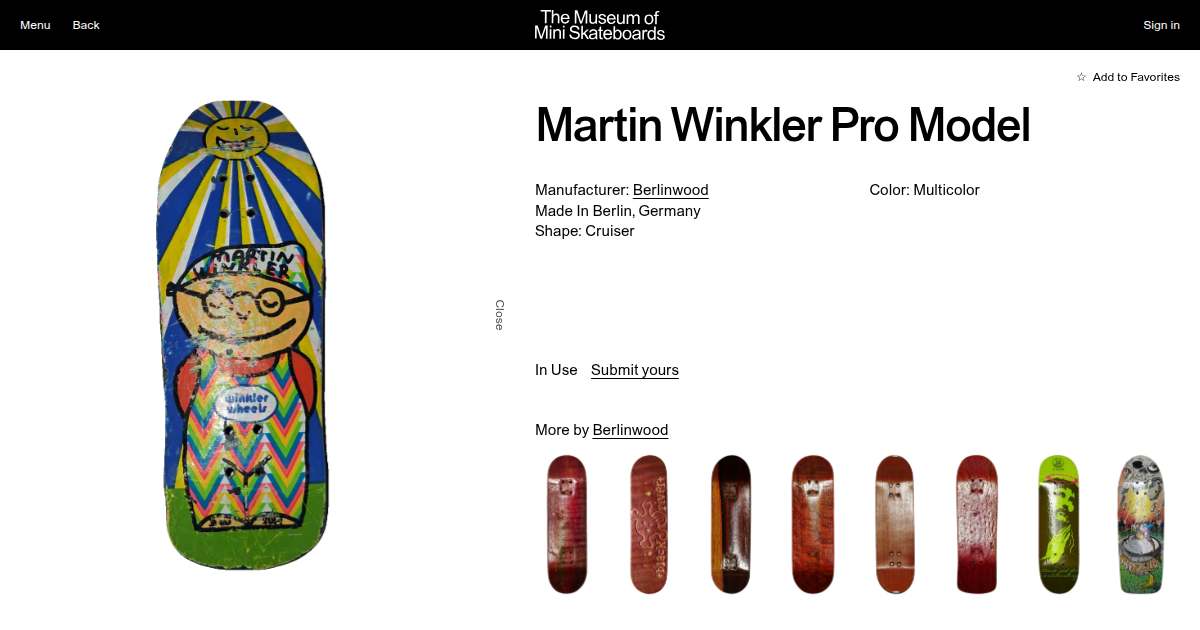 Menu
Back
The Museum of
Mini Skateboards
Sign in
☆ Add to Favorites
Martin Winkler Pro Model
Manufacturer: Berlinwood
Made In Berlin, Germany
Shape: Cruiser
Color: Multicolor
MARTIN
WINKLER
winkler
wheels
Close
In Use
Submit yours
More by Berlinwood